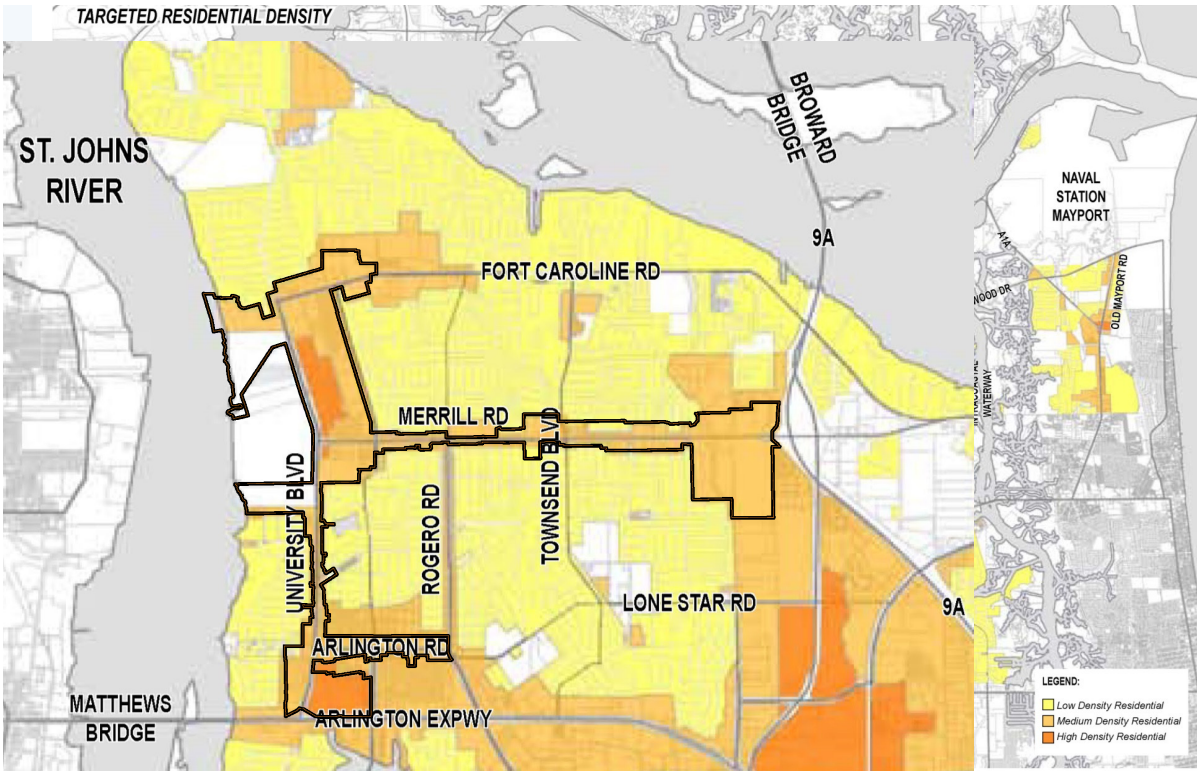 TARGETED RESIDENTIAL DENSITY
BROWARD
BRIDGE
ST. JOHNS
RIVER
NAVAL
STATION
MAYPORT
9A
A1A
FORT CAROLINE RD
WOOD DR
OLD MAYPORT RD
WATERWAY
MERRILL RD
UNIVERSITY BLVD
ROGERO RD
TOWNSEND BLVD
LONE STAR RD
9A
ARLINGTON RD
MATTHEWS
BRIDGE
ARLINGTON EXPWY
LEGEND:
Low Density Residential
Medium Density Residential
High Density Residential